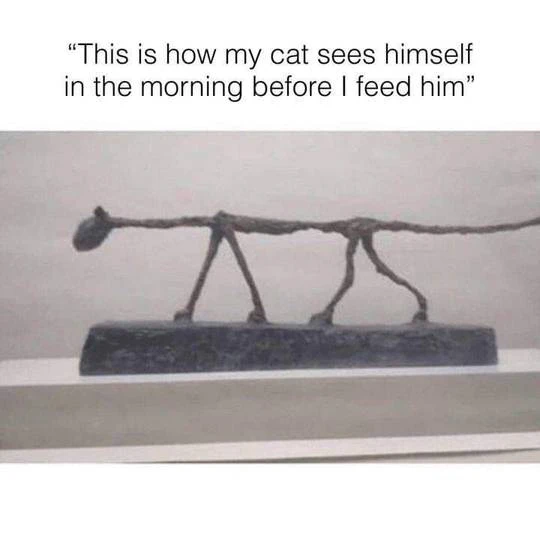 “This is how my cat sees himself
in the morning before I feed him”